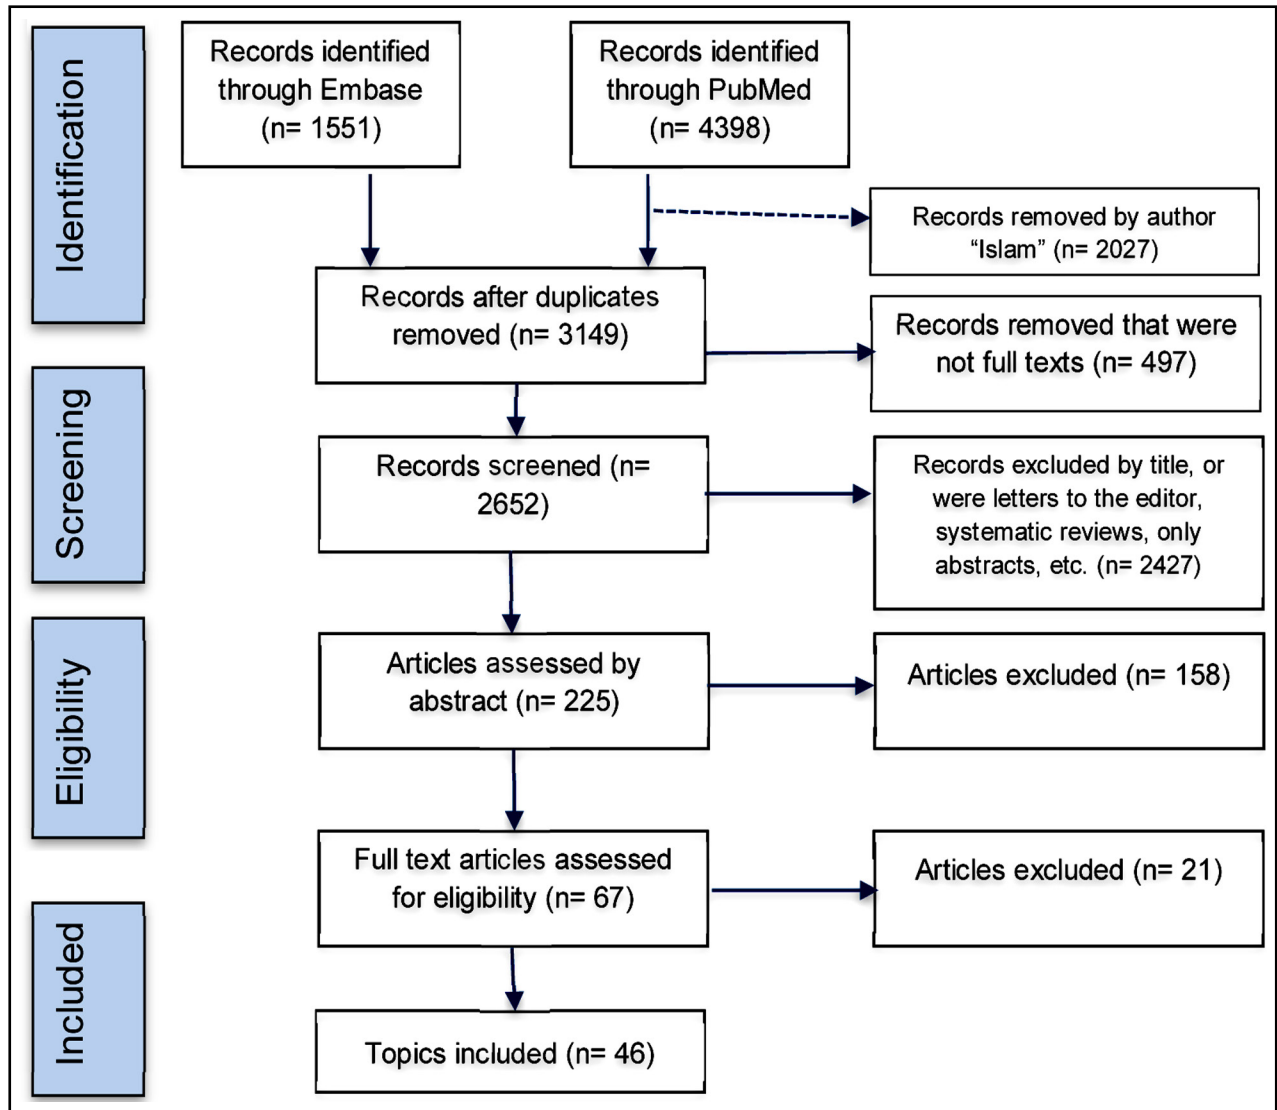 Identification
Records identified
through Embase
(n= 1551)
Records identified
through PubMed
(n= 4398)
Records removed by author
“Islam” (n= 2027)
Records after duplicates
removed (n= 3149)
Records removed that were
not full texts (n= 497)
Screening
Records screened (n=
2652)
Records excluded by title, or
were letters to the editor,
systematic reviews, only
abstracts, etc. (n= 2427)
Eligibility
Articles assessed by
abstract (n= 225)
Articles excluded (n= 158)
Full text articles assessed
for eligibility (n= 67)
Articles excluded (n= 21)
Included
Topics included (n= 46)